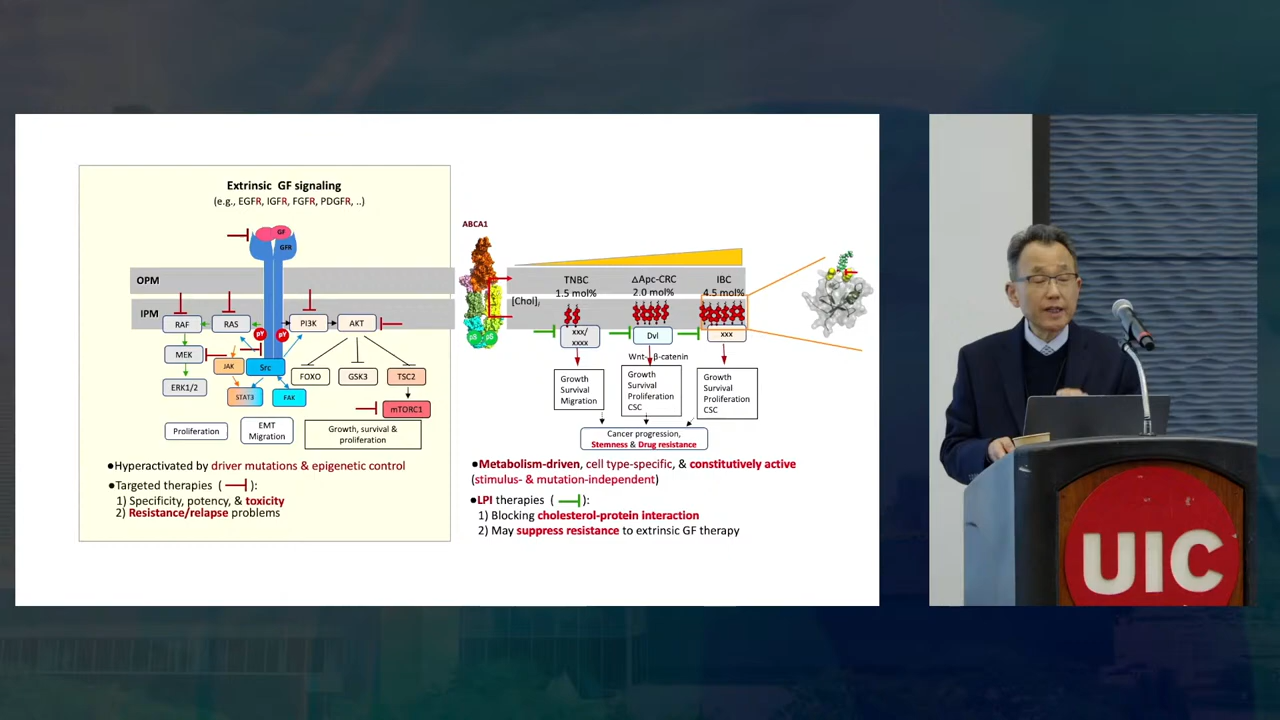 Extrinsic GF signaling
(e.g., EGFR, IGFR, FGFR, PDGFR, ..)
GF
GFR
OPM
IPM
RAF
RAS
pY
pY
PI3K
AKT
MEK
JAK
Src
FOXO
GSK3
TSC2
ERK1/2
STAT3
FAK
mTORC1
Proliferation
EMT
Migration
Growth, survival &
proliferation
●Hyperactivated by driver mutations & epigenetic control
●Targeted therapies ( ):
1) Specificity, potency, & toxicity
2) Resistance/relapse problems
ABCA1
[Chol]i
TNBC
1.5 mol%
ΔApc-CRC
2.0 mol%
IBC
4.5 mol%
xxx/
xxxx
Dvl
xxx
Wnt-β-catenin
Growth
Survival
Migration
Growth
Survival
Proliferation
CSC
Growth
Survival
Proliferation
CSC
Cancer progression,
Stemness & Drug resistance
●Metabolism-driven, cell type-specific, & constitutively active
(stimulus- & mutation-independent)
●LPI therapies ( ):
1) Blocking cholesterol-protein interaction
2) May suppress resistance to extrinsic GF therapy
UIC